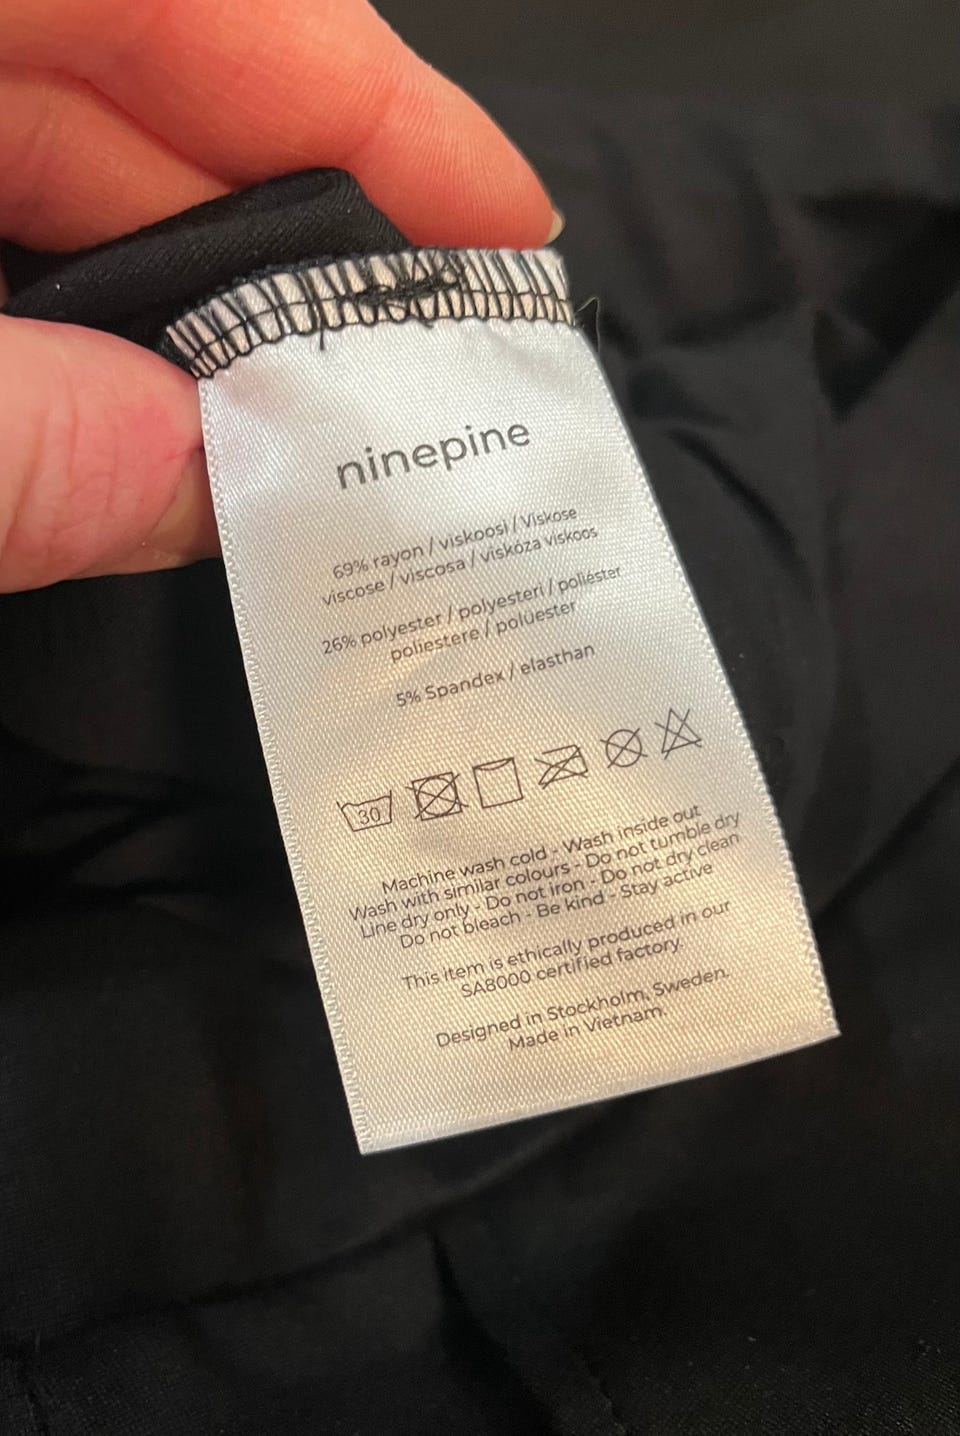 ninepine
69% rayon / viskoosi / Viskose
viscose / viscosa / viskóza viskoos
26% polyester / polyesteri / poliéster
poliestere / polüester
5% Spandex / elasthan
30
Machine wash cold - Wash inside out
Wash with similar colours - Do not tumble dry
Line dry only - Do not iron - Do not dry clean
Do not bleach - Be kind - Stay active
This item is ethically produced in our
SA8000 certified factory.
Designed in Stockholm, Sweden.
Made in Vietnam.